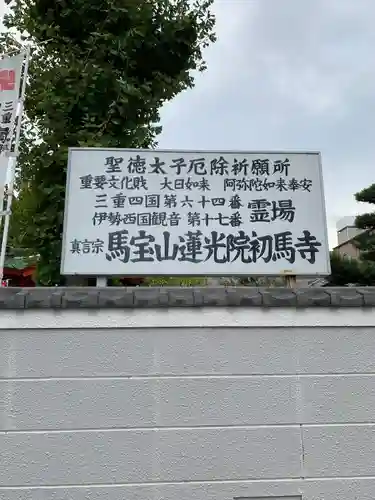 聖徳太子厄除祈願所
重要文化財 大日如来 阿弥陀如来奉安
三重四国第六十四番
伊勢西国観音第十七番 霊場
真言宗 馬宝山蓮光院初馬寺